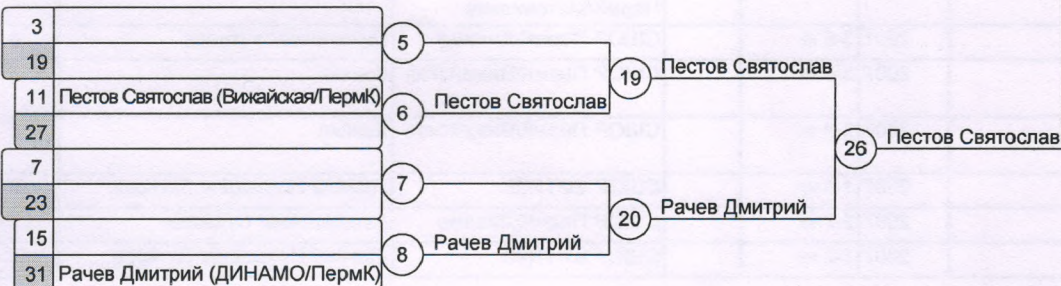 3
5
19
19 Пестов Святослав
11 Пестов Святослав (Вижайская/ПермК)
6 Пестов Святослав
27
26 Пестов Святослав
7
7
23
20 Рачев Дмитрий
15
8 Рачев Дмитрий
31 Рачев Дмитрий (ДИНАМО/ПермК)